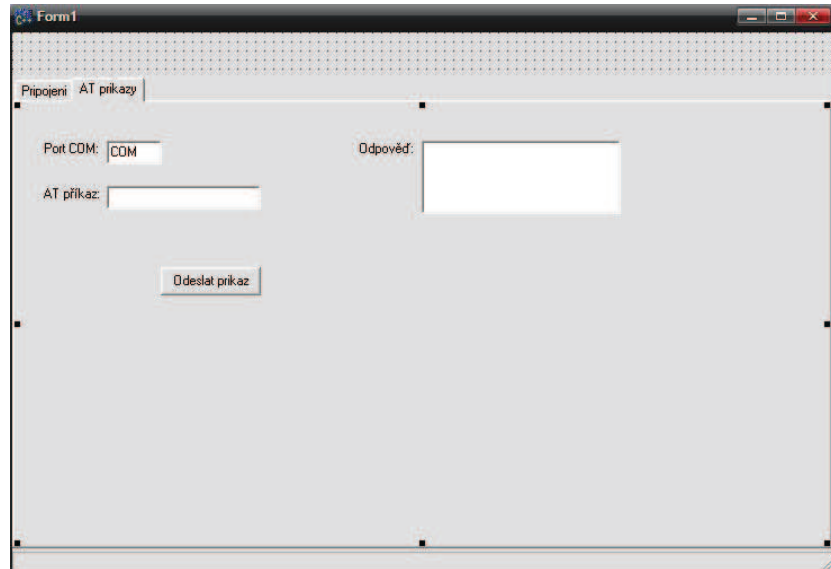 Form1
Pripojeni AT prikazy
Port COM: COM
Odpověď:
AT příkaz:
Odeslat prikaz